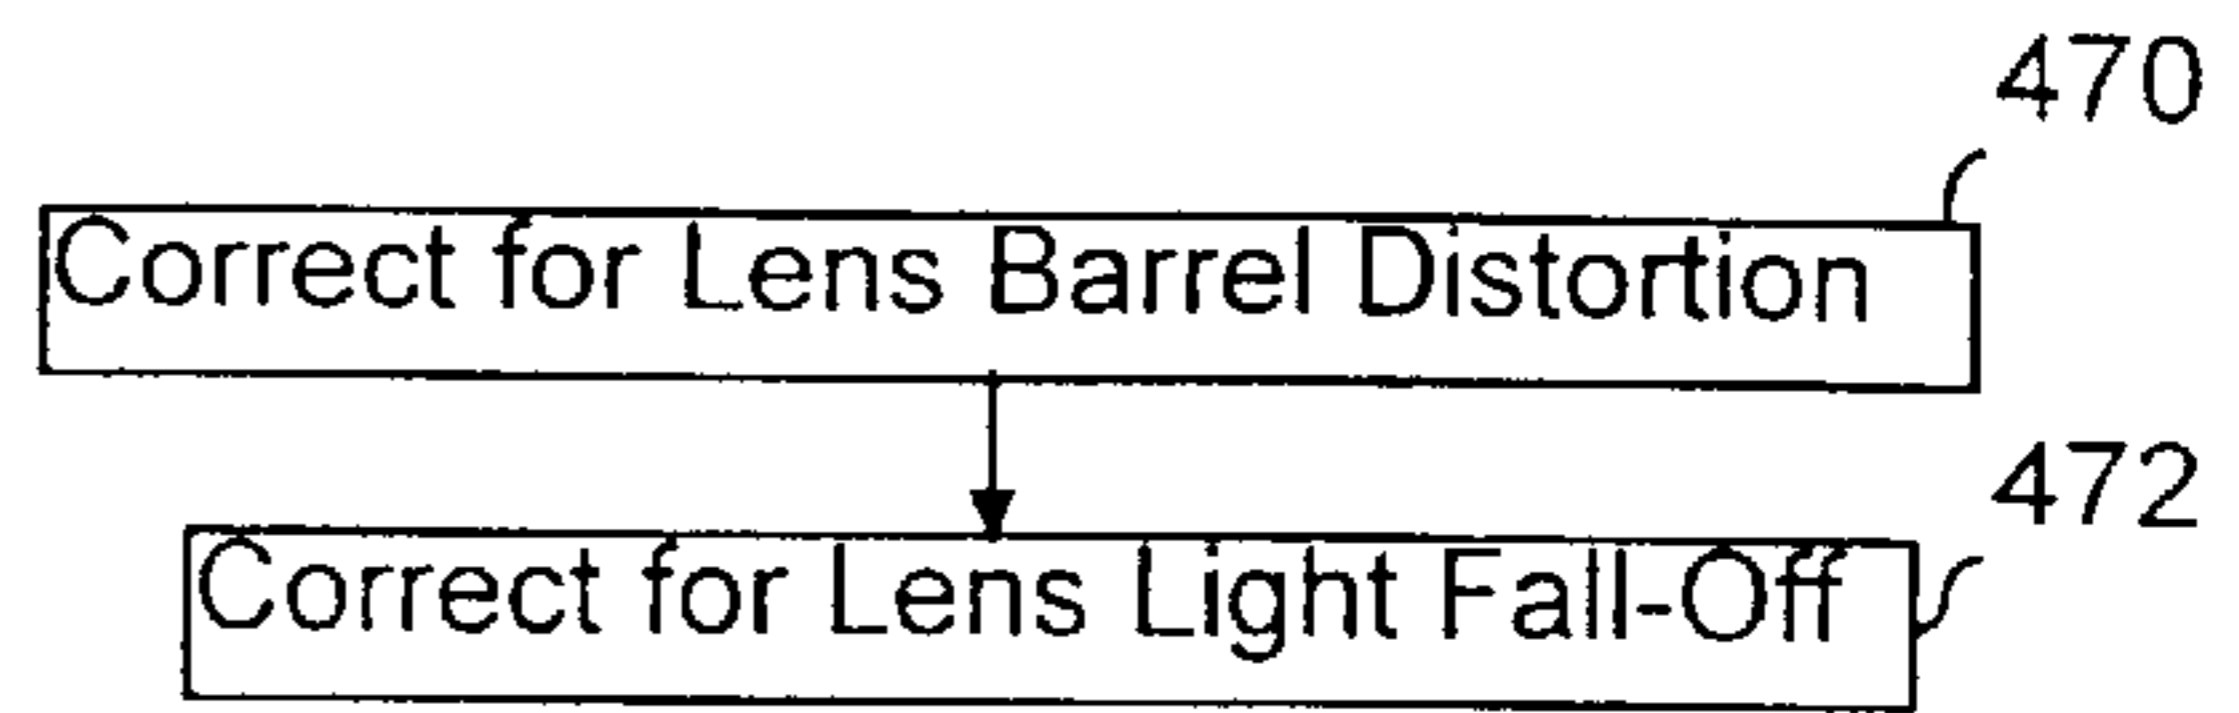 470
Correct for Lens Barrel Distortion
472
Correct for Lens Light Fall-Off